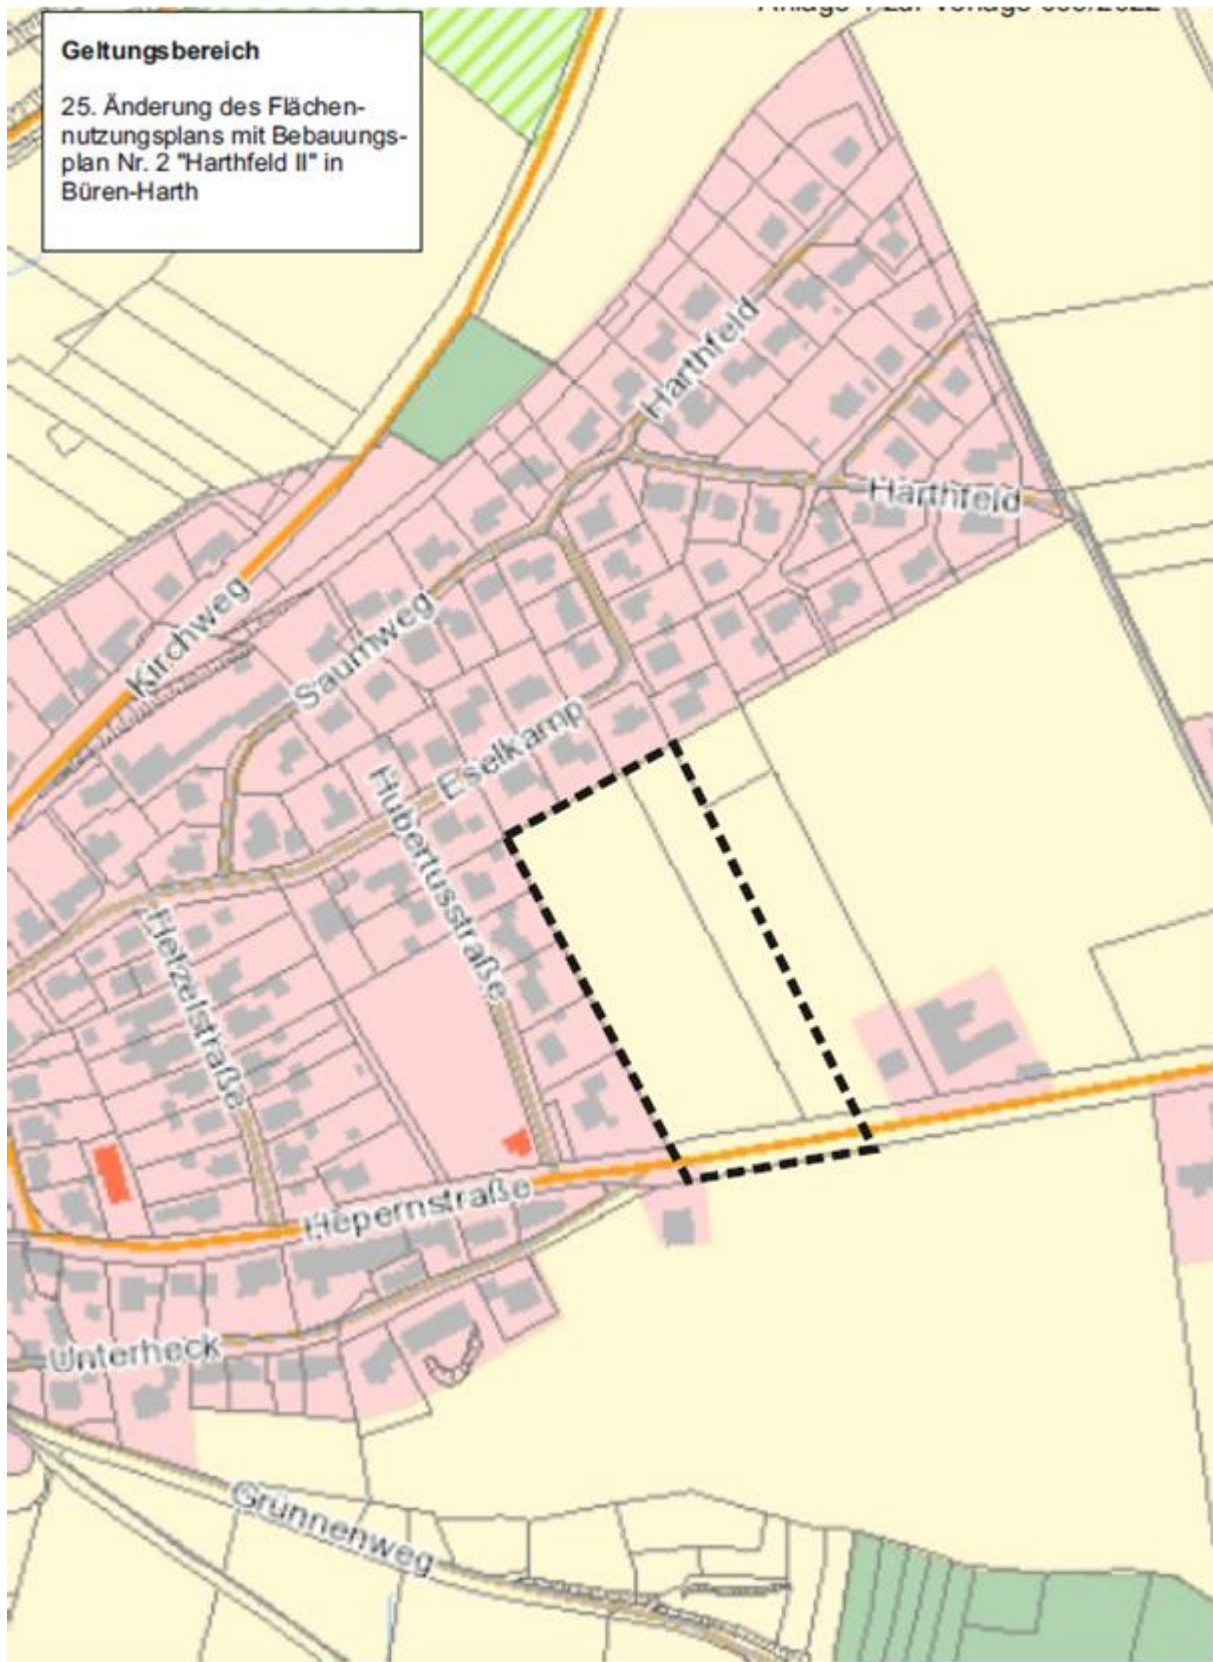 Geltungsbereich
25. Änderung des Flächen-
nutzungsplans mit Bebauungs-
plan Nr. 2 "Harthfeld II" in
Büren-Harth
Harthfeld
Harthfeld
Kirchweg
Saumweg
Eselkamp
Hubertusstraße
Hetzelstraße
Hepernstraße
Unterheck
Grünnenweg